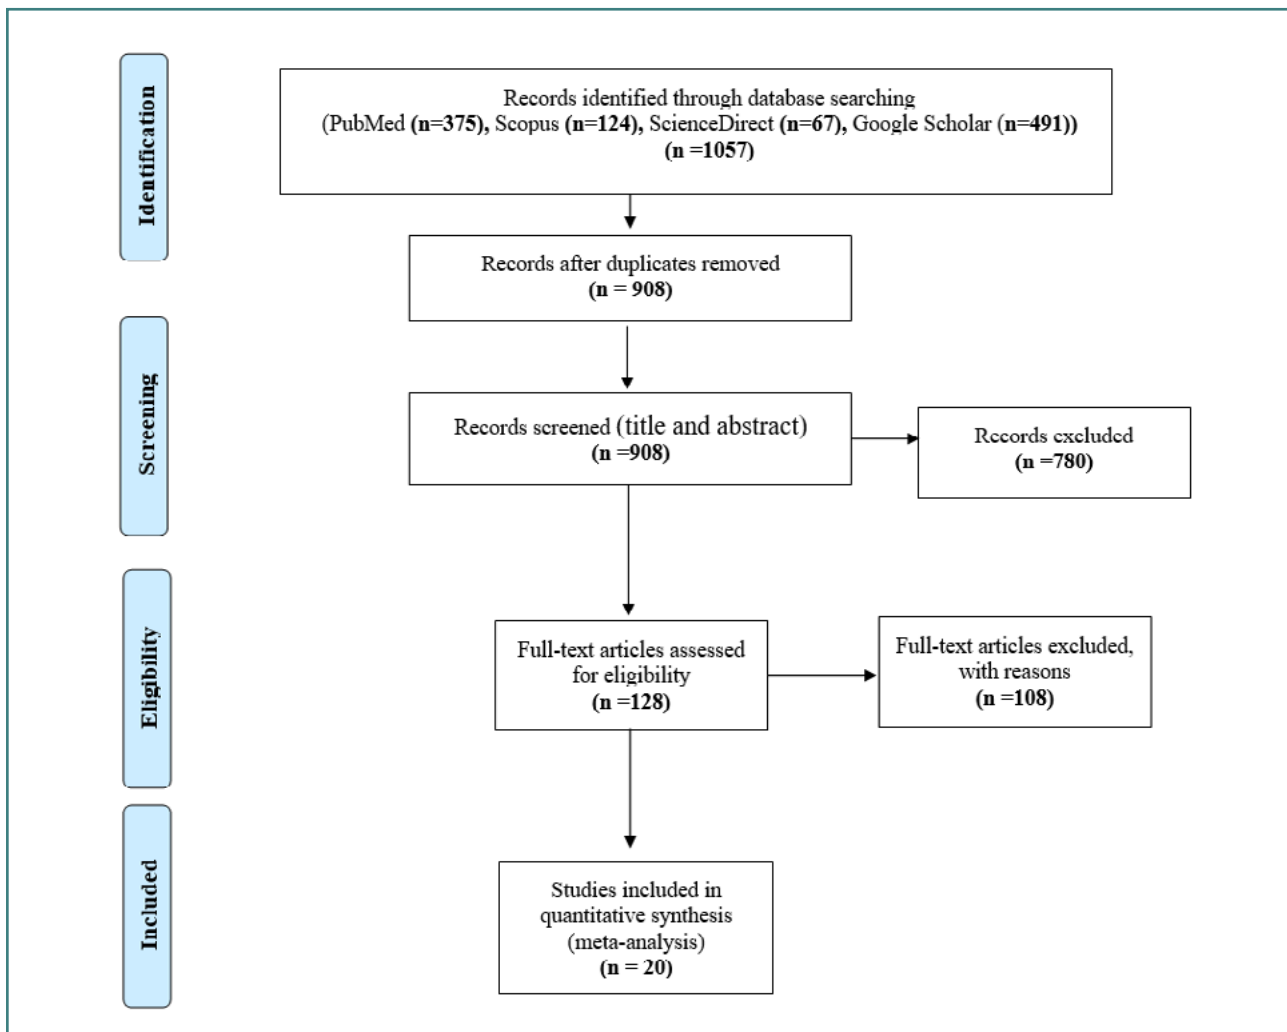 Identification
Records identified through database searching
(PubMed (n=375), Scopus (n=124), ScienceDirect (n=67), Google Scholar (n=491))
(n =1057)
Records after duplicates removed
(n = 908)
Screening
Records screened (title and abstract)
(n =908)
Records excluded
(n =780)
Eligibility
Full-text articles assessed
for eligibility
(n =128)
Full-text articles excluded,
with reasons
(n =108)
Included
Studies included in
quantitative synthesis
(meta-analysis)
(n = 20)